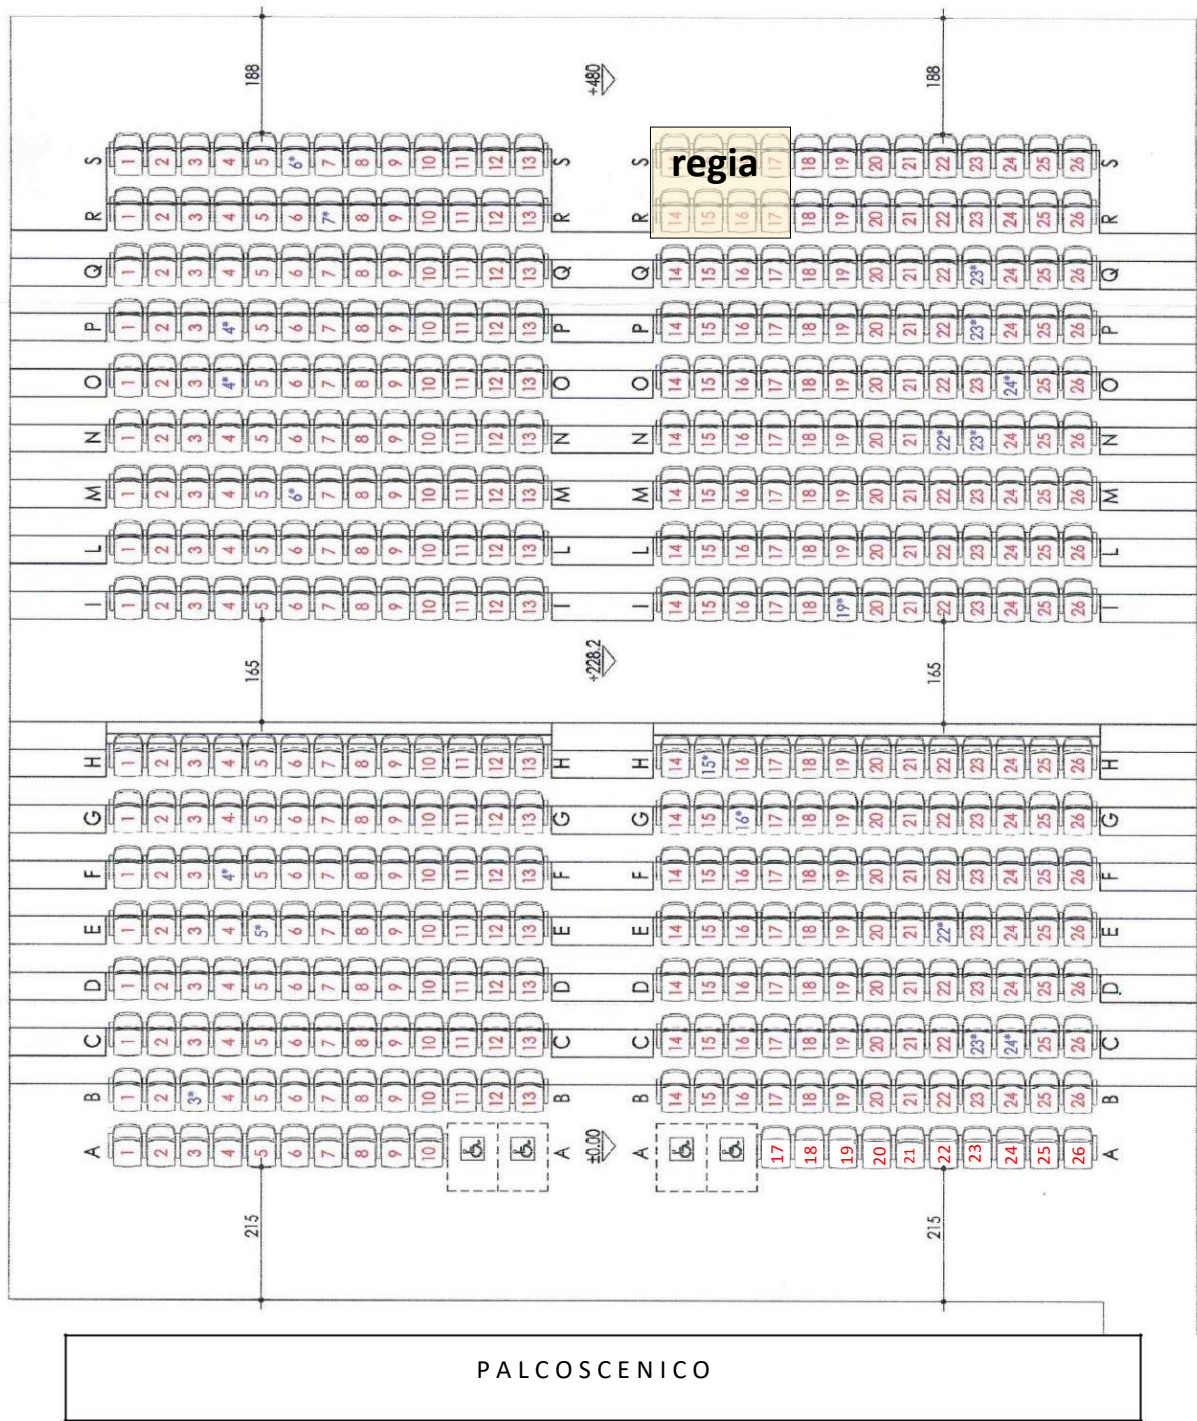 188 +480 188
S 1 2 3 4 5 6* 7 8 9 10 11 12 13 S S regia 17 18 19 20 21 22 23 24 25 26 S
R 1 2 3 4 5 6 7* 8 9 10 11 12 13 R R 14 15 16 17 18 19 20 21 22 23 24 25 26 R
Q 1 2 3 4 5 6 7 8 9 10 11 12 13 Q Q 14 15 16 17 18 19 20 21 22 23* 24 25 26 Q
P 1 2 3 4* 5 6 7 8 9 10 11 12 13 P P 14 15 16 17 18 19 20 21 22 23* 24 25 26 P
O 1 2 3 4* 5 6 7 8 9 10 11 12 13 O O 14 15 16 17 18 19 20 21 22 23 24* 25 26 O
N 1 2 3 4 5 6 7 8 9 10 11 12 13 N N 14 15 16 17 18 19 20 21 22* 23* 24 25 26 N
M 1 2 3 4 5 6* 7 8 9 10 11 12 13 M M 14 15 16 17 18 19 20 21 22 23 24 25 26 M
L 1 2 3 4 5 6 7 8 9 10 11 12 13 L L 14 15 16 17 18 19 20 21 22 23 24 25 26 L
I 1 2 3 4 5 6 7 8 9 10 11 12 13 I I 14 15 16 17 18 19* 20 21 22 23 24 25 26 I
165 +228.2 165
H 1 2 3 4 5 6 7 8 9 10 11 12 13 H H 14 15* 16 17 18 19 20 21 22 23 24 25 26 H
G 1 2 3 4. 5 6 7 8 9 10 11 12 13 G G 14 15 16* 17 18 19 20 21 22 23 24 25 26 G
F 1 2 3 4* 5 6 7 8 9 10 11 12 13 F F 14 15 16 17 18 19 20 21 22 23 24 25 26 F
E 1 2 3 4 5* 6 7 8 9 10 11 12 13 E E 14 15 16 17 18 19 20 21 22* 23 24 25 26 E
D 1 2 3 4 5 6 7 8 9 10 11 12 13 D D 14 15 16 17 18 19 20 21 22 23 24 25 26 D
C 1 2 3 4 5 6 7 8 9 10 11 12 13 C C 14 15 16 17 18 19 20 21 22 23* 24* 25 26 C
B 1 2 3* 4 5 6 7 8 9 10 11 12 13 B B 14 15 16 17 18 19 20 21 22 23 24 25 26 B
A 1 2 3 4 5 6 7 8 9 10 A ±0.00 A 17 18 19 20 21 22 23 24 25 26 A
215 215
PALCOSCENICO